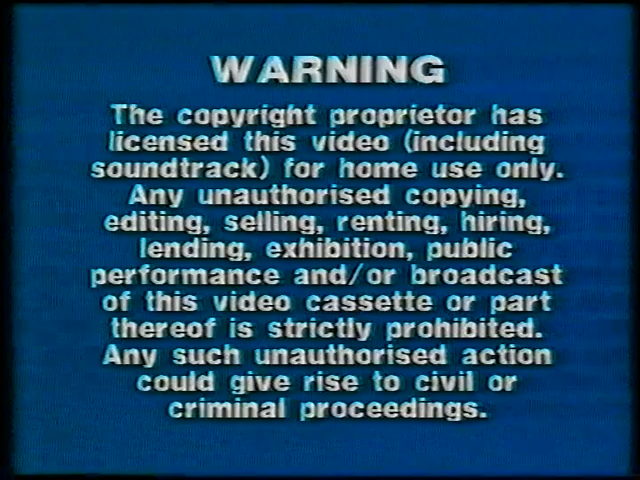 WARNING
The copyright proprietor has
licensed this video (including
soundtrack) for home use only.
Any unauthorised copying,
editing, selling, renting, hiring,
lending, exhibition, public
performance and/or broadcast
of this video cassette or part
thereof is strictly prohibited.
Any such unauthorised action
could give rise to civil or
criminal proceedings.